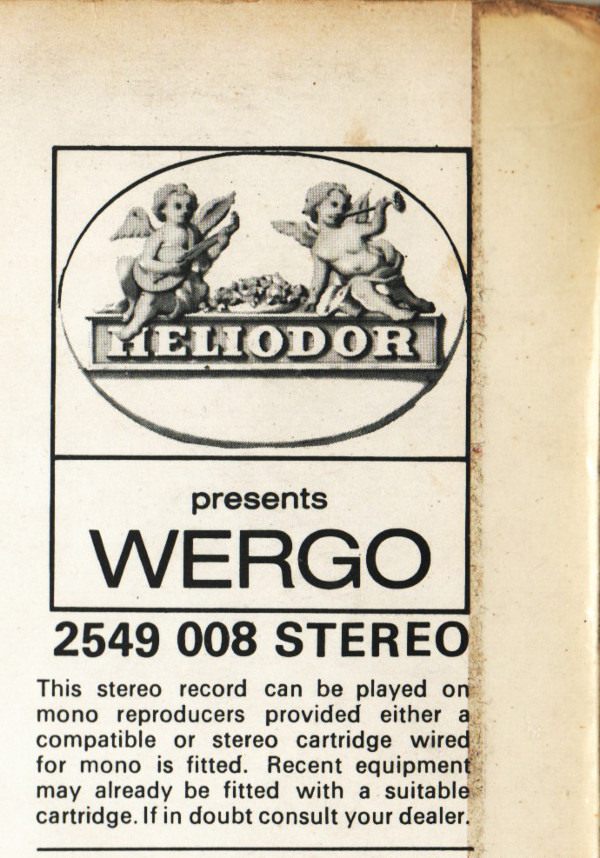 HELIODOR
presents
WERGO
2549 008 STEREO
This stereo record can be played on
mono reproducers provided either a
compatible or stereo cartridge wired
for mono is fitted. Recent equipment
may already be fitted with a suitable
cartridge. If in doubt consult your dealer.